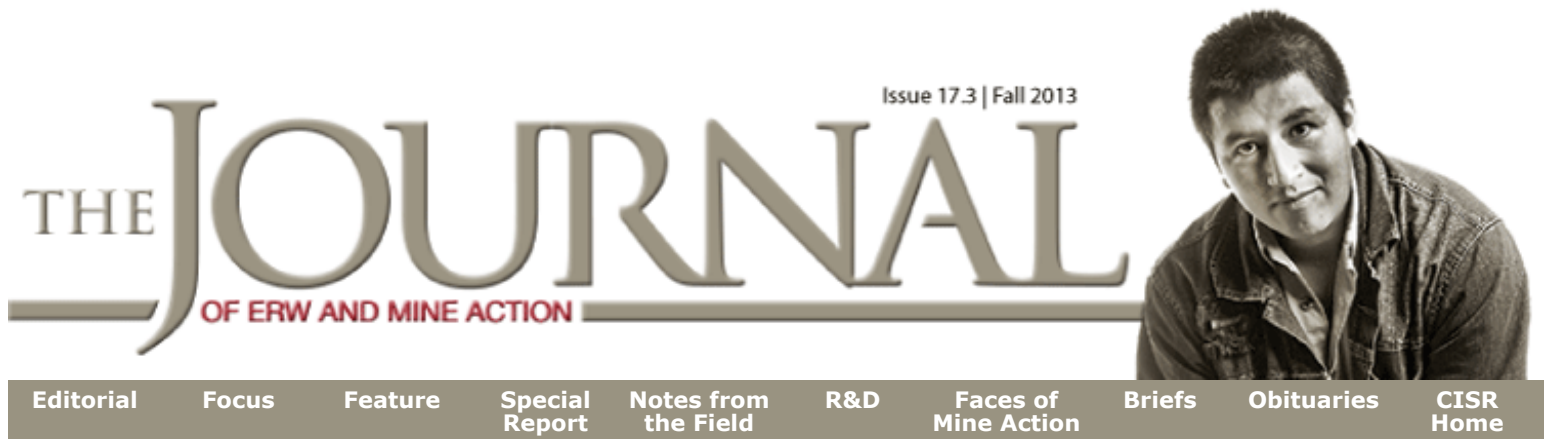 Issue 17.3 | Fall 2013
THE JOURNAL
OF ERW AND MINE ACTION
Editorial Focus Feature Special Report Notes from the Field R&D Faces of Mine Action Briefs Obituaries CISR Home